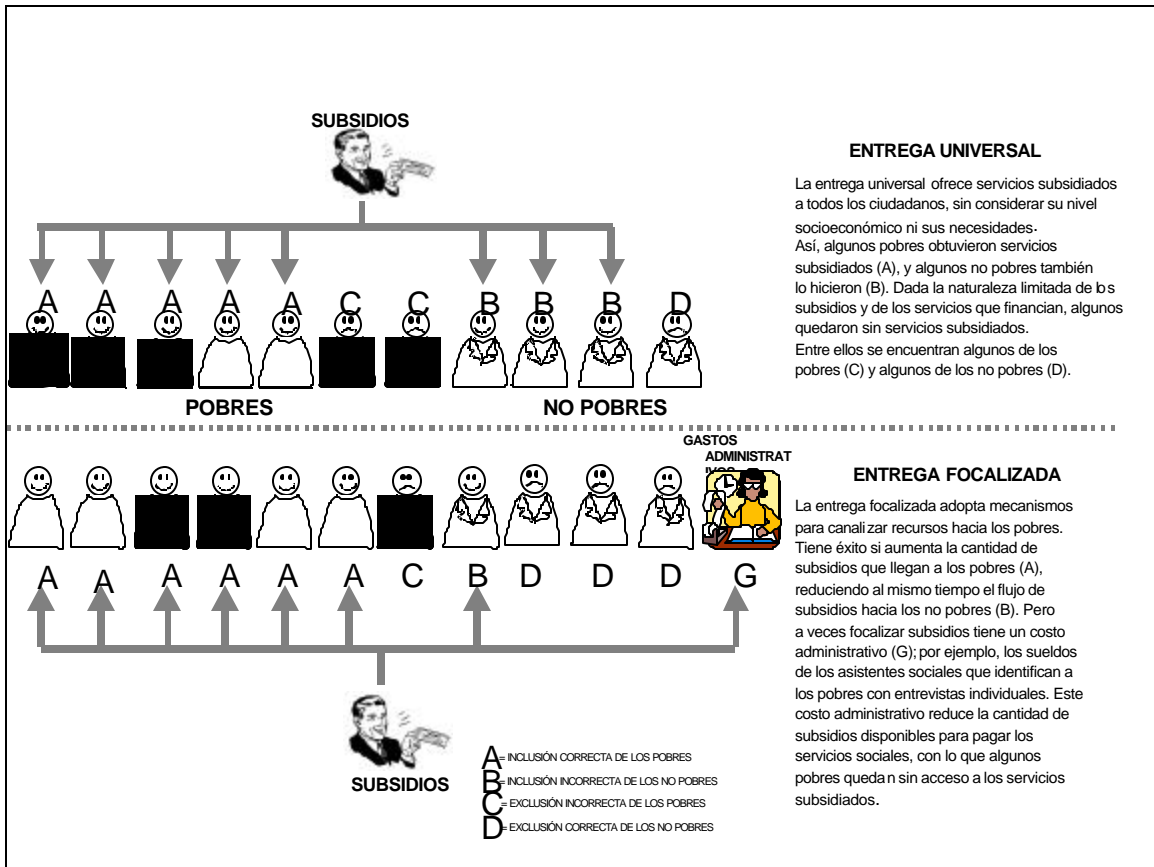 SUBSIDIOS
A A A A A C C B B B D
POBRES
NO POBRES
ENTREGA UNIVERSAL
La entrega universal ofrece servicios subsidiados
a todos los ciudadanos, sin considerar su nivel
socioeconómico ni sus necesidades.
Así, algunos pobres obtuvieron servicios
subsidiados (A), y algunos no pobres también
lo hicieron (B). Dada la naturaleza limitada de los
subsidios y de los servicios que financian, algunos
quedaron sin servicios subsidiados.
Entre ellos se encuentran algunos de los
pobres (C) y algunos de los no pobres (D).
GASTOS
ADMINISTRAT
IVOS
A A A A A A C B D D D G
SUBSIDIOS
A= INCLUSIÓN CORRECTA DE LOS POBRES
B= INCLUSIÓN INCORRECTA DE LOS NO POBRES
C= EXCLUSIÓN INCORRECTA DE LOS POBRES
D= EXCLUSIÓN CORRECTA DE LOS NO POBRES
ENTREGA FOCALIZADA
La entrega focalizada adopta mecanismos
para canalizar recursos hacia los pobres.
Tiene éxito si aumenta la cantidad de
subsidios que llegan a los pobres (A),
reduciendo al mismo tiempo el flujo de
subsidios hacia los no pobres (B). Pero
a veces focalizar subsidios tiene un costo
administrativo (G); por ejemplo, los sueldos
de los asistentes sociales que identifican a
los pobres con entrevistas individuales. Este
costo administrativo reduce la cantidad de
subsidios disponibles para pagar los
servicios sociales, con lo que algunos
pobres quedan sin acceso a los servicios
subsidiados.